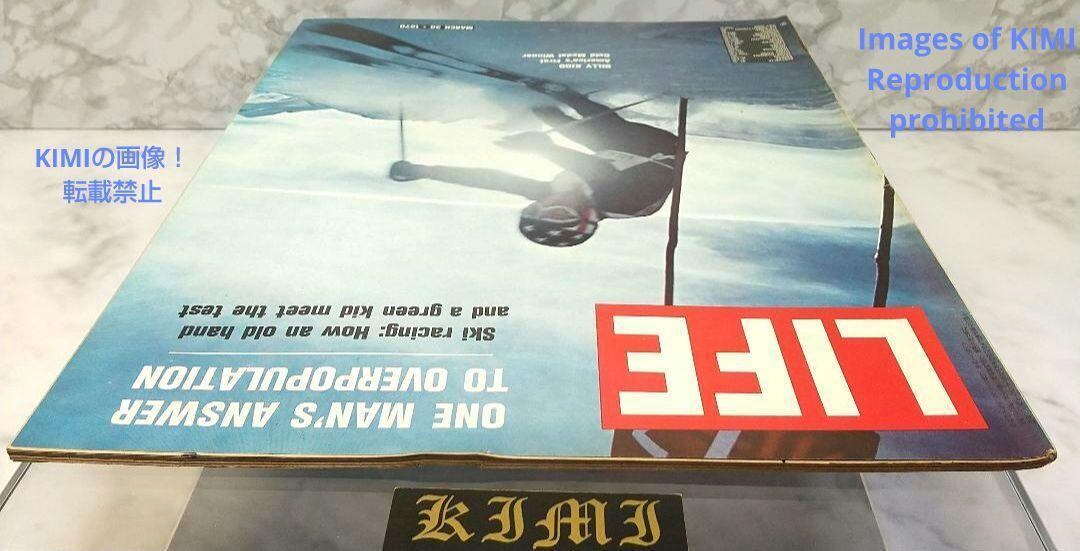 LIFE
ONE MAN'S ANSWER
TO OVERPOPULATION
Ski racing: How an old hand
and a green kid meet the test
BILLY KIDD
America's First
Gold Medal Winner
Images of KIMI
Reproduction
prohibited
KIMIの画像！
転載禁止
KIMI